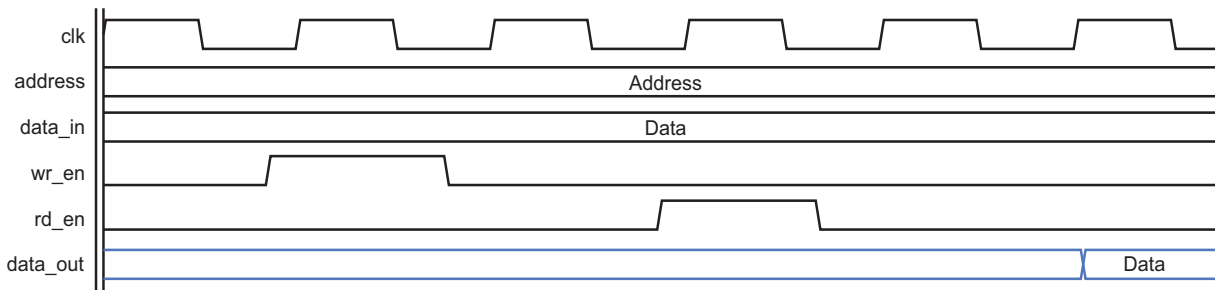 clk
address
Address
data_in
Data
wr_en
rd_en
data_out
Data